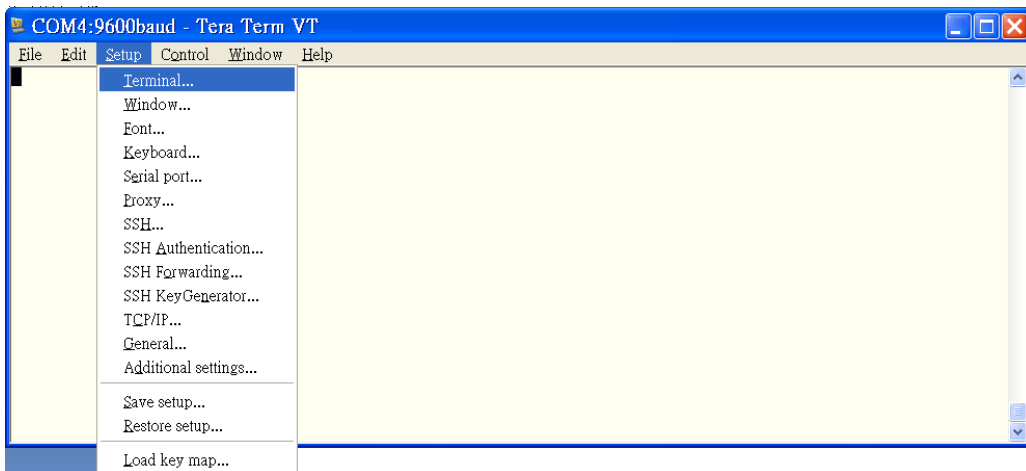 COM4:9600baud - Tera Term VT
File Edit Setup Control Window Help
Terminal...
Window...
Font...
Keyboard...
Serial port...
Proxy...
SSH...
SSH Authentication...
SSH Forwarding...
SSH KeyGenerator...
TCP/IP...
General...
Additional settings...
Save setup...
Restore setup...
Load key map...